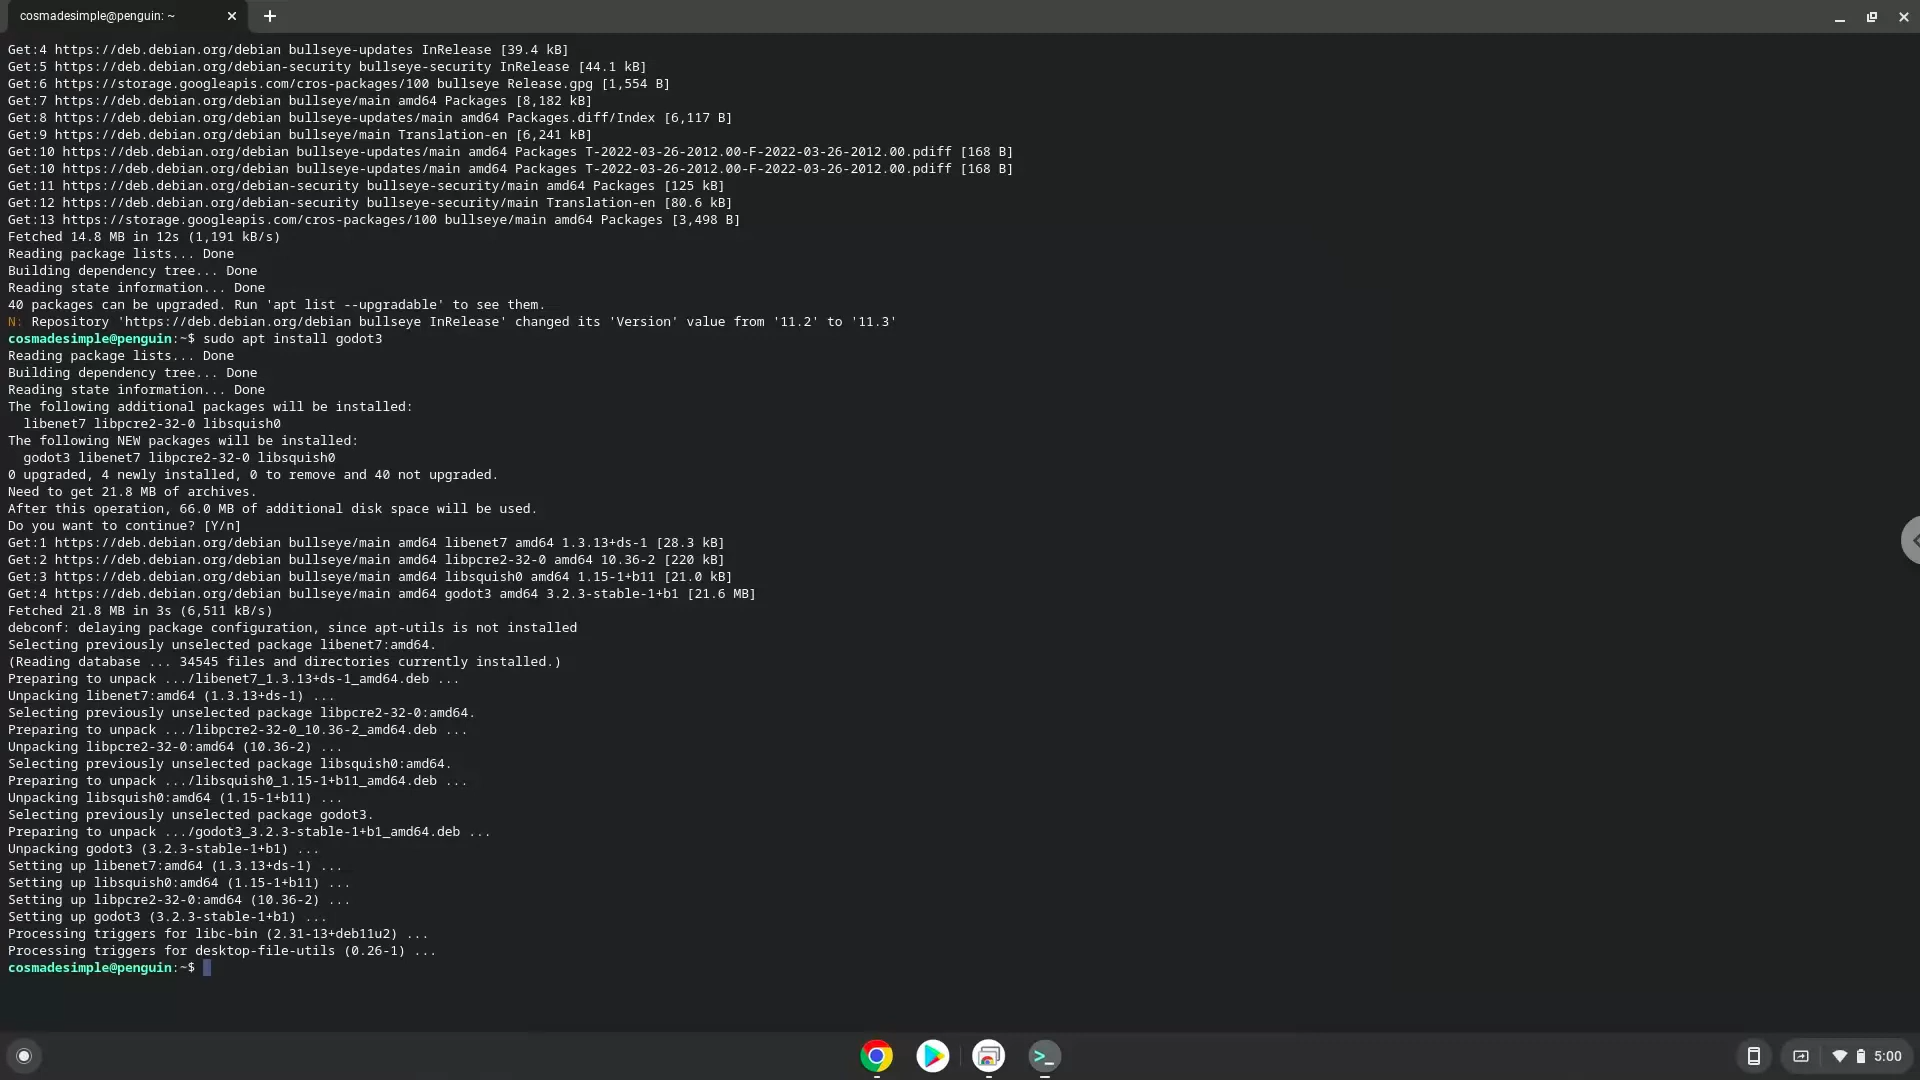 cosmadesimple@penguin: ~
Get:4 https://deb.debian.org/debian bullseye-updates InRelease [39.4 kB]
Get:5 https://deb.debian.org/debian-security bullseye-security InRelease [44.1 kB]
Get:6 https://storage.googleapis.com/cros-packages/100 bullseye Release.gpg [1,554 B]
Get:7 https://deb.debian.org/debian bullseye/main amd64 Packages [8,182 kB]
Get:8 https://deb.debian.org/debian bullseye-updates/main amd64 Packages.diff/Index [6,117 B]
Get:9 https://deb.debian.org/debian bullseye/main Translation-en [6,241 kB]
Get:10 https://deb.debian.org/debian bullseye-updates/main amd64 Packages T-2022-03-26-2012.00-F-2022-03-26-2012.00.pdiff [168 B]
Get:10 https://deb.debian.org/debian bullseye-updates/main amd64 Packages T-2022-03-26-2012.00-F-2022-03-26-2012.00.pdiff [168 B]
Get:11 https://deb.debian.org/debian-security bullseye-security/main amd64 Packages [125 kB]
Get:12 https://deb.debian.org/debian-security bullseye-security/main Translation-en [80.6 kB]
Get:13 https://storage.googleapis.com/cros-packages/100 bullseye/main amd64 Packages [3,498 B]
Fetched 14.8 MB in 12s (1,191 kB/s)
Reading package lists... Done
Building dependency tree... Done
Reading state information... Done
40 packages can be upgraded. Run 'apt list --upgradable' to see them.
N: Repository 'https://deb.debian.org/debian bullseye InRelease' changed its 'Version' value from '11.2' to '11.3'
cosmadesimple@penguin:~$ sudo apt install godot3
Reading package lists... Done
Building dependency tree... Done
Reading state information... Done
The following additional packages will be installed:
  libenet7 libpcre2-32-0 libsquish0
The following NEW packages will be installed:
  godot3 libenet7 libpcre2-32-0 libsquish0
0 upgraded, 4 newly installed, 0 to remove and 40 not upgraded.
Need to get 21.8 MB of archives.
After this operation, 66.0 MB of additional disk space will be used.
Do you want to continue? [Y/n]
Get:1 https://deb.debian.org/debian bullseye/main amd64 libenet7 amd64 1.3.13+ds-1 [28.3 kB]
Get:2 https://deb.debian.org/debian bullseye/main amd64 libpcre2-32-0 amd64 10.36-2 [220 kB]
Get:3 https://deb.debian.org/debian bullseye/main amd64 libsquish0 amd64 1.15-1+b11 [21.0 kB]
Get:4 https://deb.debian.org/debian bullseye/main amd64 godot3 amd64 3.2.3-stable-1+b1 [21.6 MB]
Fetched 21.8 MB in 3s (6,511 kB/s)
debconf: delaying package configuration, since apt-utils is not installed
Selecting previously unselected package libenet7:amd64.
(Reading database ... 34545 files and directories currently installed.)
Preparing to unpack .../libenet7_1.3.13+ds-1_amd64.deb ...
Unpacking libenet7:amd64 (1.3.13+ds-1) ...
Selecting previously unselected package libpcre2-32-0:amd64.
Preparing to unpack .../libpcre2-32-0_10.36-2_amd64.deb ...
Unpacking libpcre2-32-0:amd64 (10.36-2) ...
Selecting previously unselected package libsquish0:amd64.
Preparing to unpack .../libsquish0_1.15-1+b11_amd64.deb ...
Unpacking libsquish0:amd64 (1.15-1+b11) ...
Selecting previously unselected package godot3.
Preparing to unpack .../godot3_3.2.3-stable-1+b1_amd64.deb ...
Unpacking godot3 (3.2.3-stable-1+b1) ...
Setting up libenet7:amd64 (1.3.13+ds-1) ...
Setting up libsquish0:amd64 (1.15-1+b11) ...
Setting up libpcre2-32-0:amd64 (10.36-2) ...
Setting up godot3 (3.2.3-stable-1+b1) ...
Processing triggers for libc-bin (2.31-13+deb11u2) ...
Processing triggers for desktop-file-utils (0.26-1) ...
cosmadesimple@penguin:~$
5:00